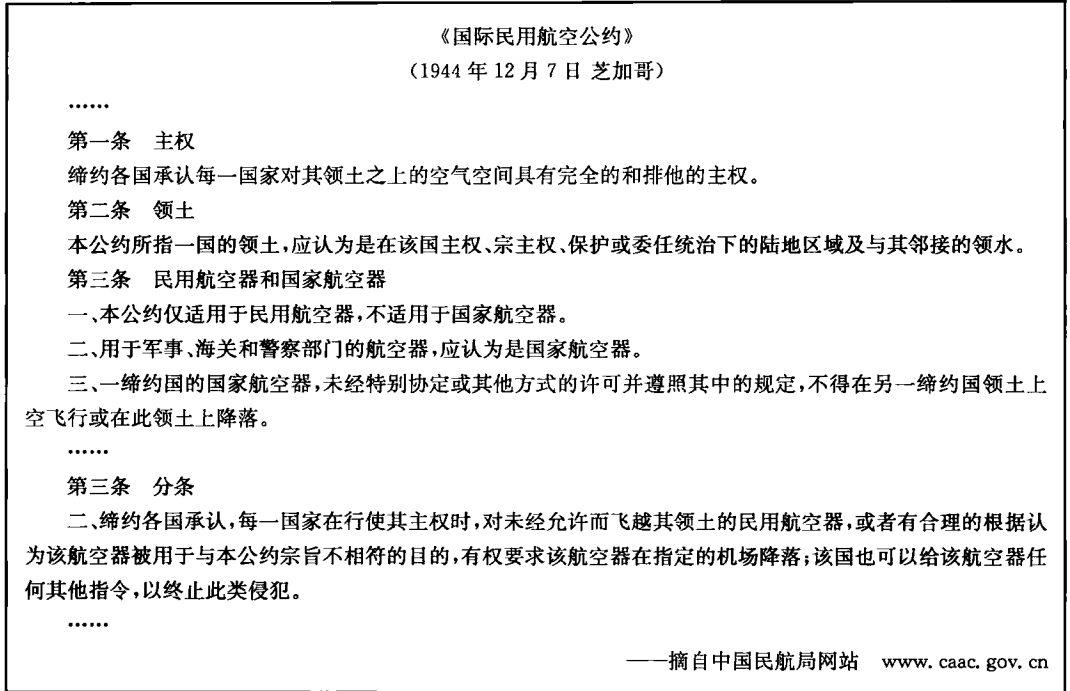 《国际民用航空公约》
(1944 年 12 月 7 日 芝加哥)
……
第一条 主权
缔约各国承认每一国家对其领土之上的空气空间具有完全的和排他的主权。
第二条 领土
本公约所指一国的领土,应认为是在该国主权、宗主权、保护或委任统治下的陆地区域及与其邻接的领水。
第三条 民用航空器和国家航空器
一、本公约仅适用于民用航空器,不适用于国家航空器。
二、用于军事、海关和警察部门的航空器,应认为是国家航空器。
三、一缔约国的国家航空器,未经特别协定或其他方式的许可并遵照其中的规定,不得在另一缔约国领土上
空飞行或在此领土上降落。
……
第三条 分条
二、缔约各国承认,每一国家在行使其主权时,对未经允许而飞越其领土的民用航空器,或者有合理的根据认
为该航空器被用于与本公约宗旨不相符的目的,有权要求该航空器在指定的机场降落;该国也可以给该航空器任
何其他指令,以终止此类侵犯。
……
——摘自中国民航局网站 www. caac. gov. cn